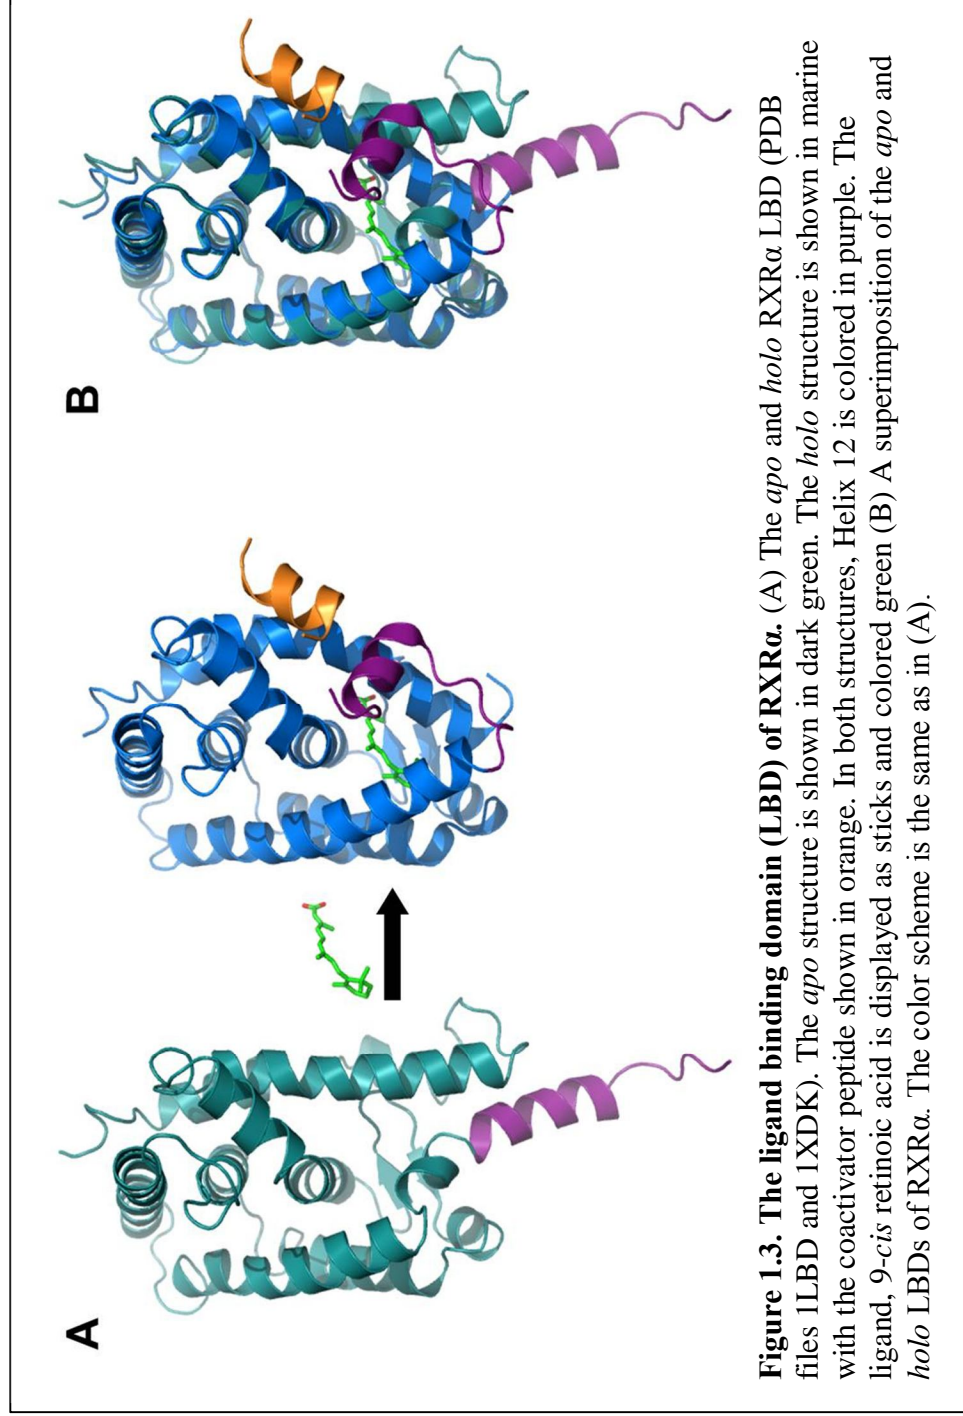 A
B
Figure 1.3. The ligand binding domain (LBD) of RXRα. (A) The apo and holo RXRα LBD (PDB
files 1LBD and 1XDK). The apo structure is shown in dark green. The holo structure is shown in marine
with the coactivator peptide shown in orange. In both structures, Helix 12 is colored in purple. The
ligand, 9-cis retinoic acid is displayed as sticks and colored green (B) A superimposition of the apo and
holo LBDs of RXRα. The color scheme is the same as in (A).